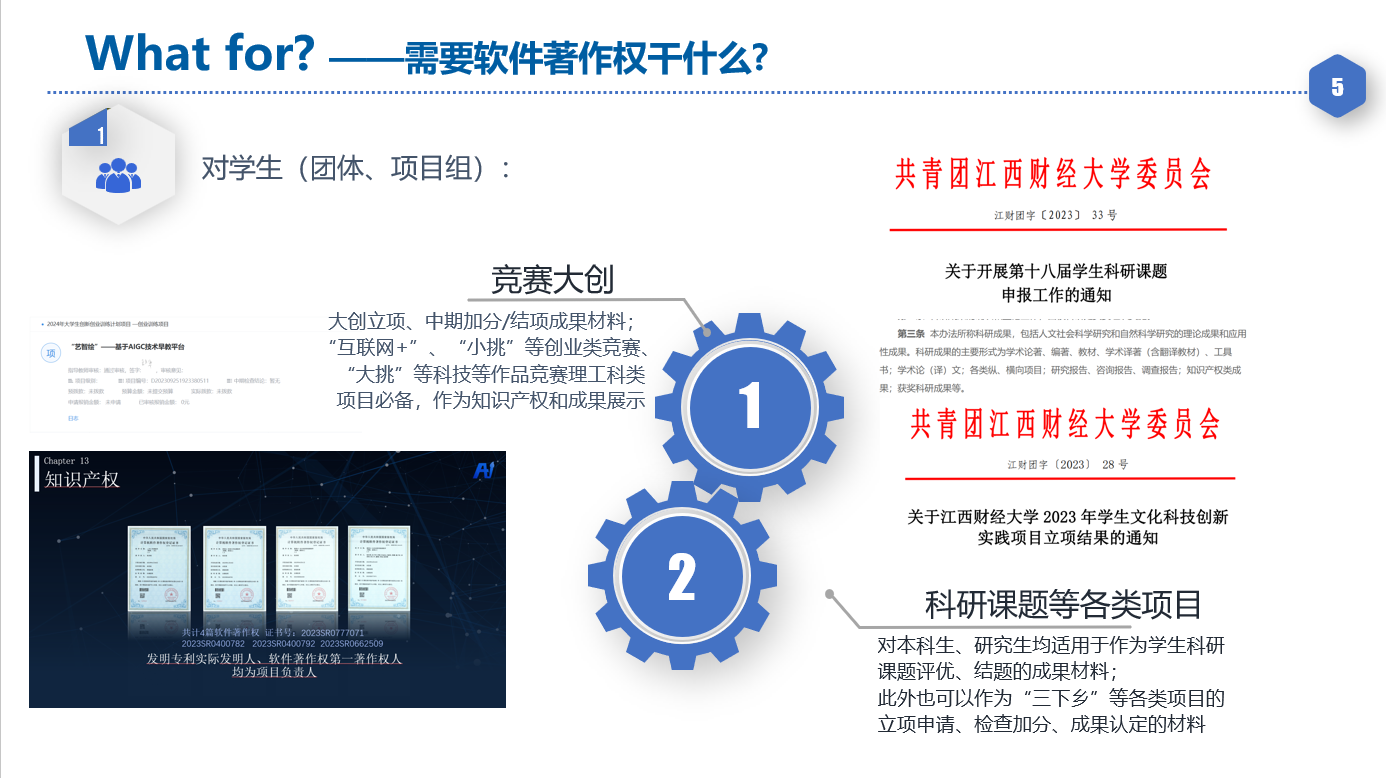 What for? ——需要软件著作权干什么?
5
1
对学生（团体、项目组）:
竞赛大创
大创立项、中期加分/结项成果材料；
“互联网+”、“小挑”等创业类竞赛、
“大挑”等科技等作品竞赛理工科类
项目必备，作为知识产权和成果展示
2024年大学生创新创业训练计划项目 —创业训练项目
项
“艺智绘”——基于AIGC技术早教平台
日本
Chapter 13
知识产权
AI
共计4篇软件著作权 证书号: 2023SR0777071
2023SR0400782 2023SR0400792 2023SR0662509
发明专利实际发明人、软件著作权第一著作权人
均为项目负责人
1
2
共青团江西财经大学委员会
江财团字〔2023〕 33 号
关于开展第十八届学生科研课题
申报工作的通知
第三条 本办法所称科研成果，包括人文社会科学研究和自然科学研究的理论成果和应用
性成果。科研成果的主要形式为学术论著、编著、教材、学术译著（含翻译教材）、工具
书；学术论（译）文；各类纵、横向项目；研究报告、咨询报告、调查报告；知识产权类成
果；获奖科研成果等。
共青团江西财经大学委员会
江财团字〔2023〕 28 号
关于江西财经大学 2023 年学生文化科技创新
实践项目立项结果的通知
科研课题等各类项目
对本科生、研究生均适用于作为学生科研
课题评优、结题的成果材料；
此外也可以作为“三下乡”等各类项目的
立项申请、检查加分、成果认定的材料